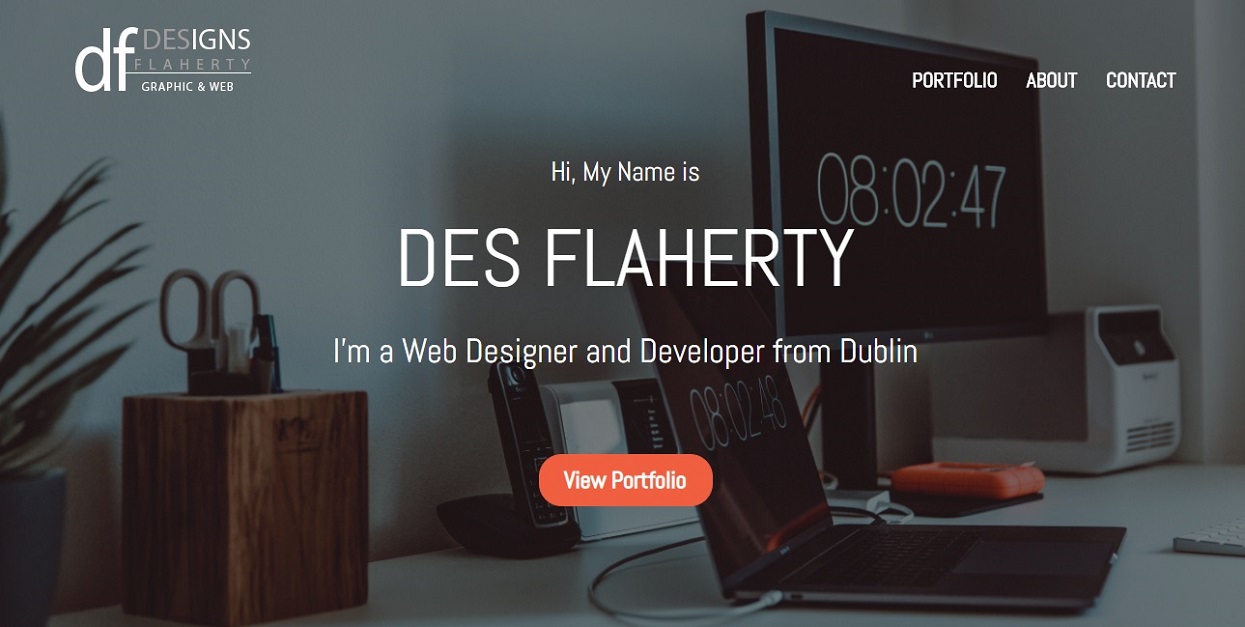 df DESIGNS
FLAHERTY
GRAPHIC & WEB
PORTFOLIO ABOUT CONTACT
08:02:47
Hi, My Name is
DES FLAHERTY
I'm a Web Designer and Developer from Dublin
08:02:48
View Portfolio